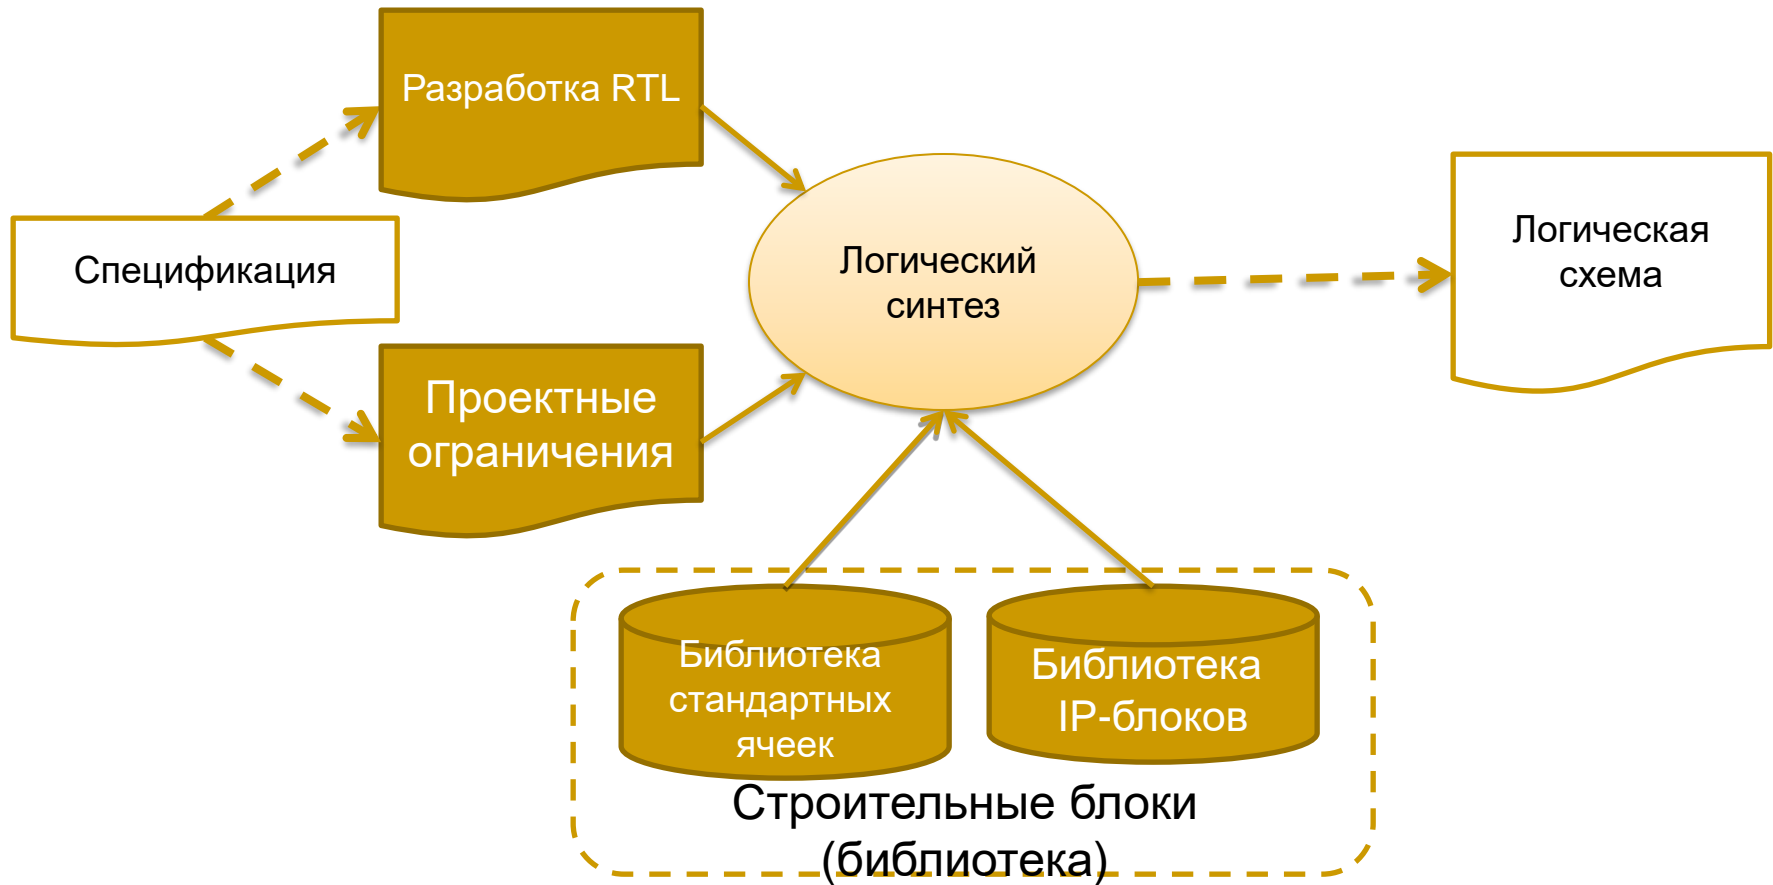 Разработка RTL
Спецификация
Проектные
ограничения
Логический
синтез
Логическая
схема
Библиотека
стандартных
ячеек
Библиотека
IP-блоков
Строительные блоки
(библиотека)